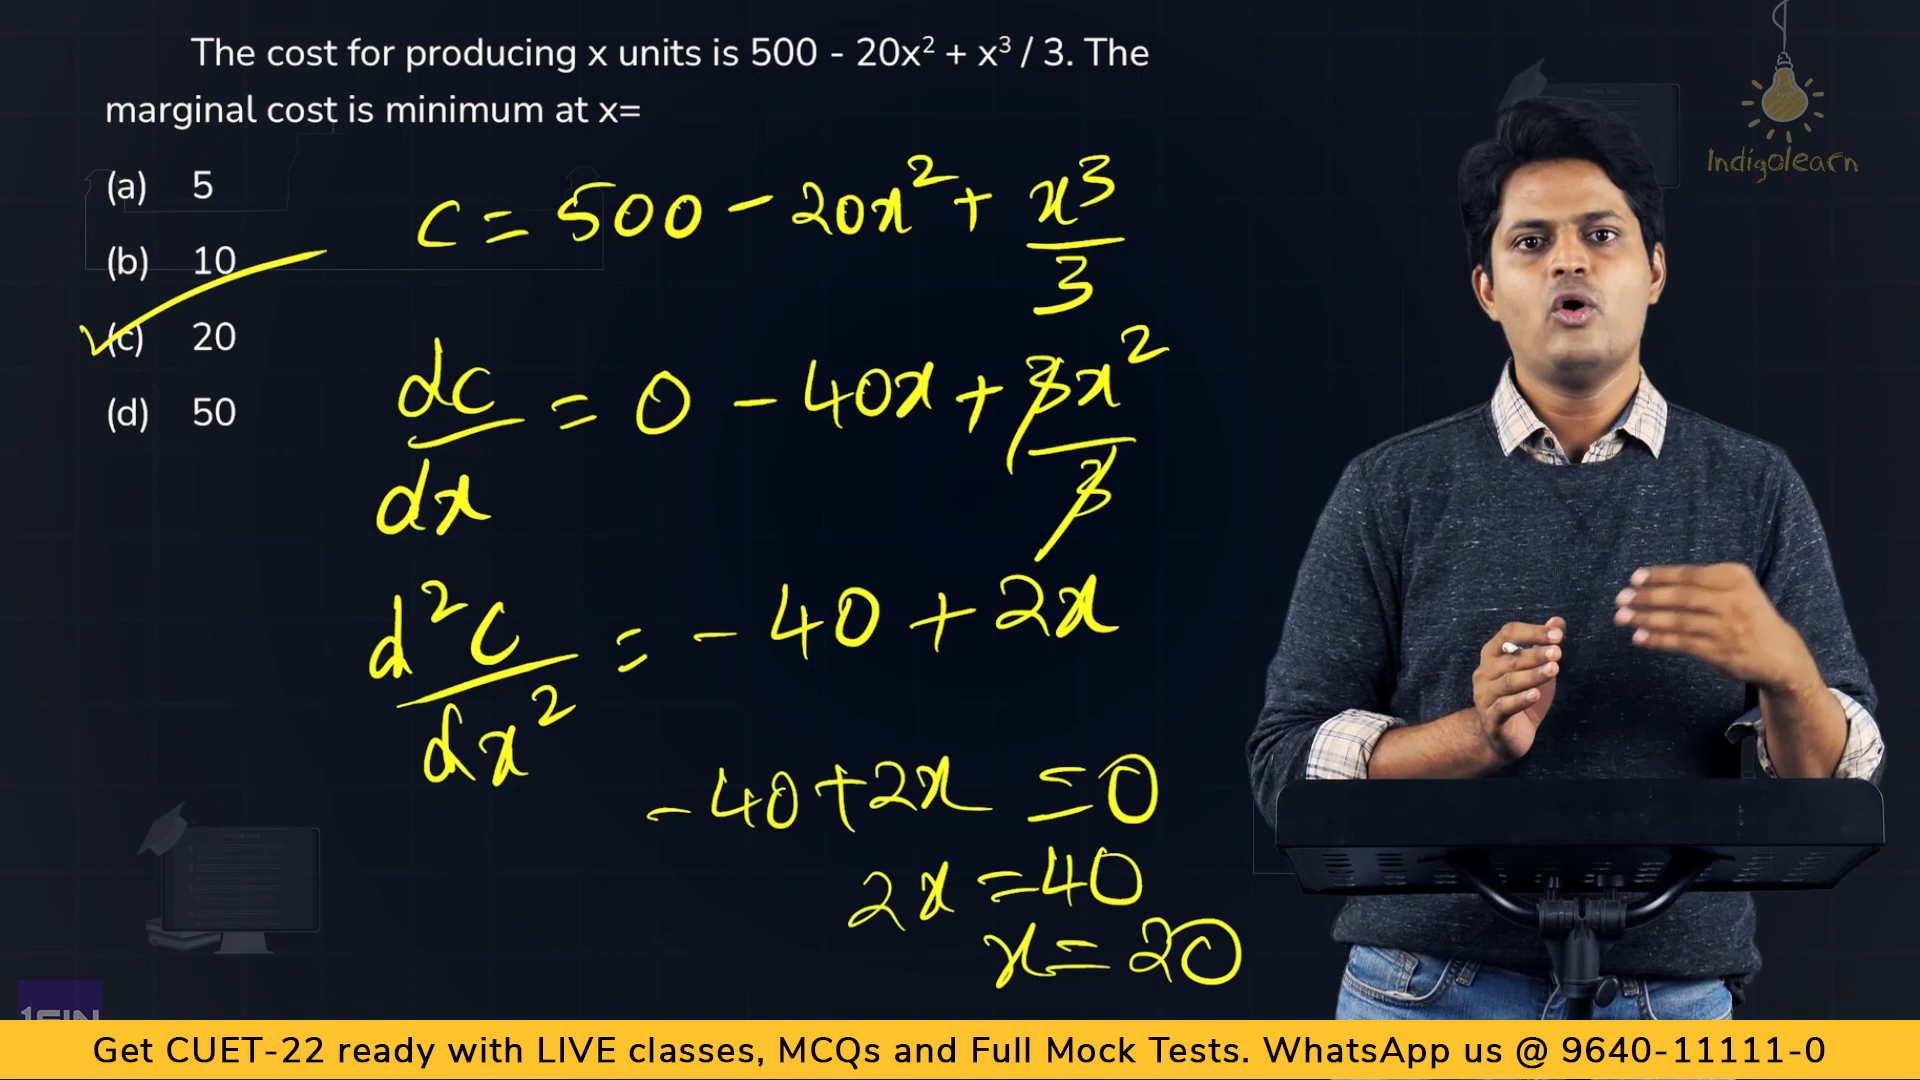 The cost for producing x units is 500 - 20x² + x³ / 3. The
marginal cost is minimum at x=
(a) 5
(b) 10
(c) 20
(d) 50
c = 500 - 20x² + x³/3
dc/dx = 0 - 40x + 3x²/3
d²c/dx² = - 40 + 2x
- 40 + 2x = 0
2x = 40
x = 20
Indigolearn
1FIN
Get CUET-22 ready with LIVE classes, MCQs and Full Mock Tests. WhatsApp us @ 9640-11111-0